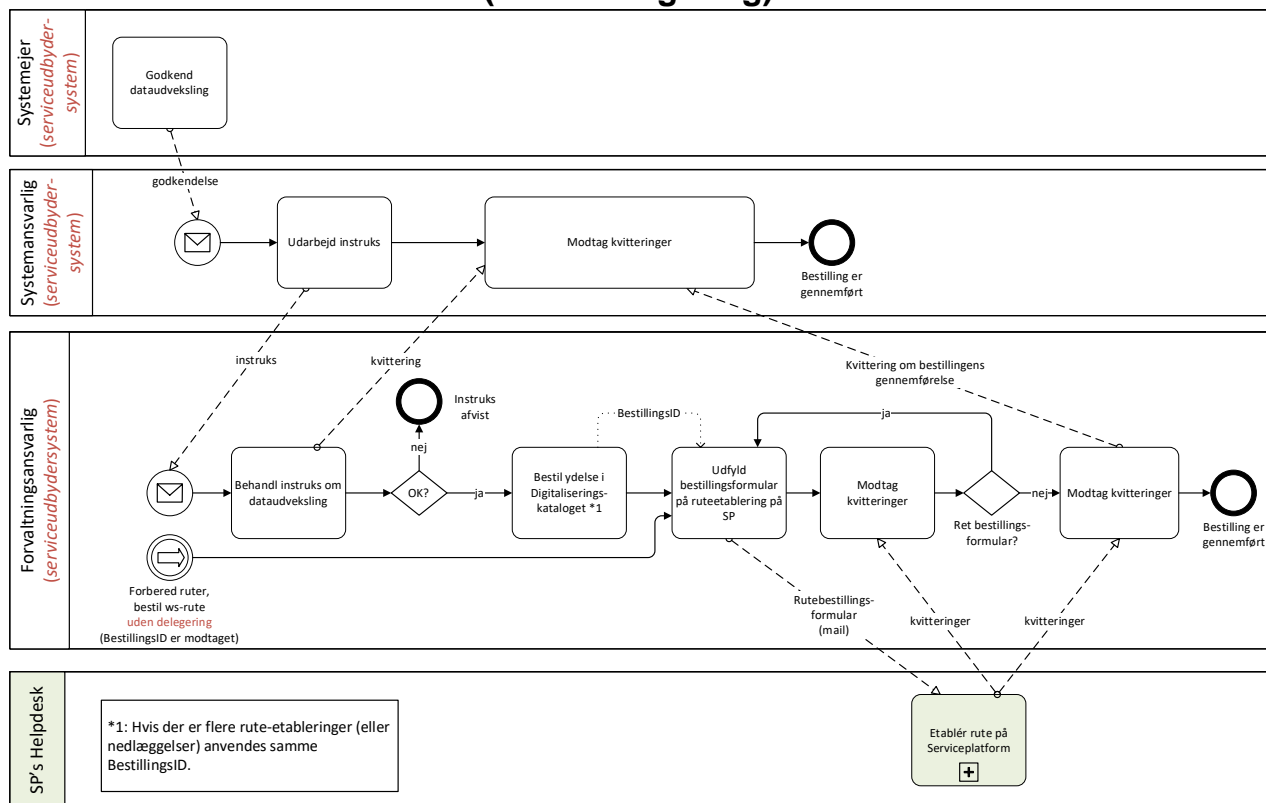 Systemejer
(serviceudbyder-
system)
Godkend
dataudveksling
Systemansvarlig
(serviceudbyder-
system)
godkendelse
Udarbejd instruks
Modtag kvitteringer
Bestilling er
gennemført
Forvaltningsansvarlig
(serviceudbydersystem)
instruks
kvittering
Kvittering om bestillingens
gennemførelse
Instruks
afvist
nej
BestillingsID
ja
Behandl instruks om
dataudveksling
OK?
ja
Bestil ydelse i
Digitaliserings-
kataloget *1
Udfyld
bestillingsformular
på ruteetablering på
SP
Modtag
kvitteringer
Ret bestillings-
formular?
nej
Modtag kvitteringer
Bestilling er
gennemført
Forbered ruter,
bestil ws-rute
uden delegering
(BestillingsID er modtaget)
Rutebestillings-
formular
(mail)
kvitteringer
kvitteringer
SP's Helpdesk
*1: Hvis der er flere rute-etableringer (eller
nedlæggelser) anvendes samme
BestillingsID.
Etablér rute på
Serviceplatform